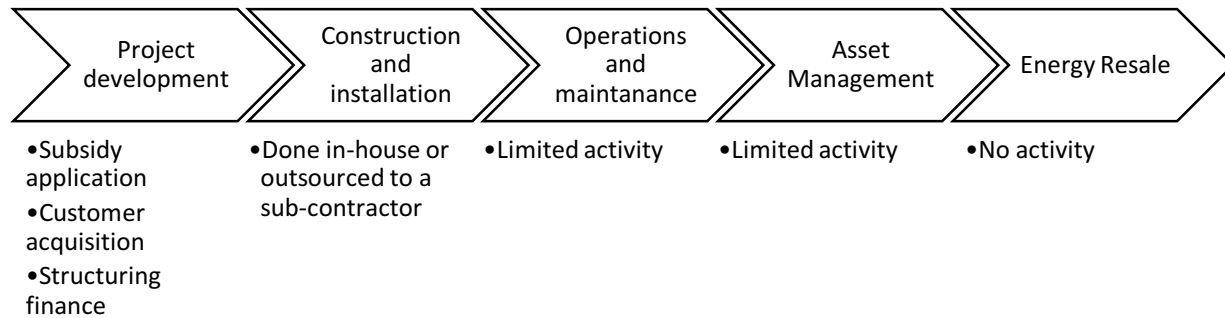 Project
development
Construction
and
installation
Operations
and
maintanance
Asset
Management
Energy Resale
•Subsidy
application
•Customer
acquisition
•Structuring
finance
•Done in-house or
outsourced to a
sub-contractor
•Limited activity
•Limited activity
•No activity